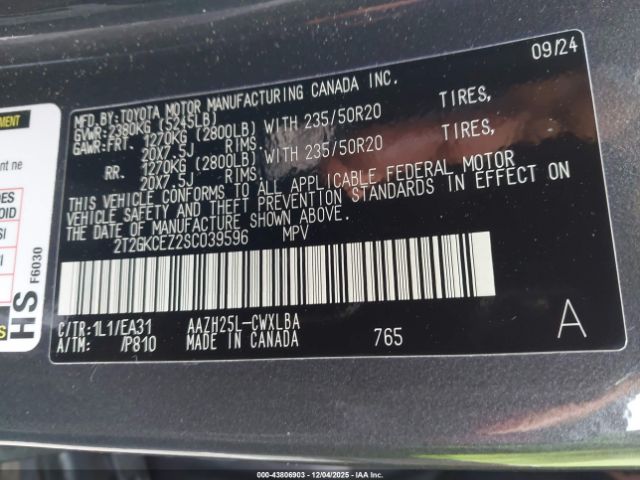 09/24
MFD.BY:TOYOTA MOTOR MANUFACTURING CANADA INC.
GVWR:2380KG (5245LB)
GAWR:FRT. 1270KG (2800LB) WITH 235/50R20 TIRES,
20X7.5J RIMS.
RR. 1270KG (2800LB) WITH 235/50R20 TIRES,
20X7.5J RIMS.
THIS VEHICLE CONFORMS TO ALL APPLICABLE FEDERAL MOTOR
VEHICLE SAFETY AND THEFT PREVENTION STANDARDS IN EFFECT ON
THE DATE OF MANUFACTURE SHOWN ABOVE.
2T2GKCEZ2SC039596 MPV
C/TR:1L1/EA31 AAZH25L-CWXLBA A
A/TM: /P810 MADE IN CANADA 765
HS F6030
000-43806903 - 12/04/2025 - IAAI